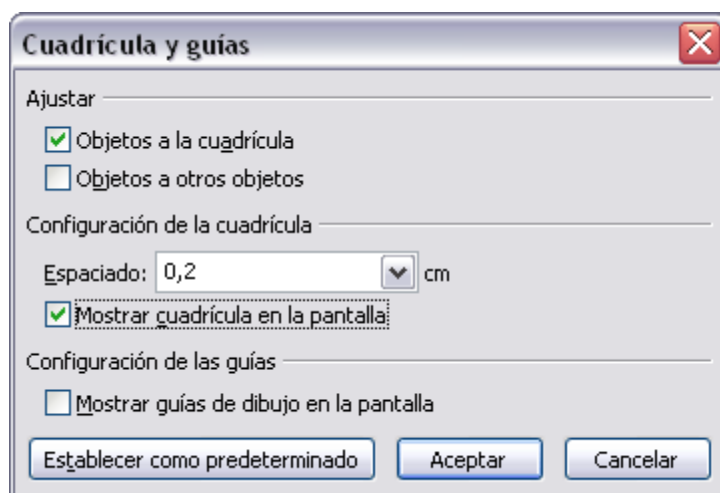 Cuadrícula y guías
Ajustar
Objetos a la cuadrícula
Objetos a otros objetos
Configuración de la cuadrícula
Espaciado: 0,2 cm
Mostrar cuadrícula en la pantalla
Configuración de las guías
Mostrar guías de dibujo en la pantalla
Establecer como predeterminado Aceptar Cancelar